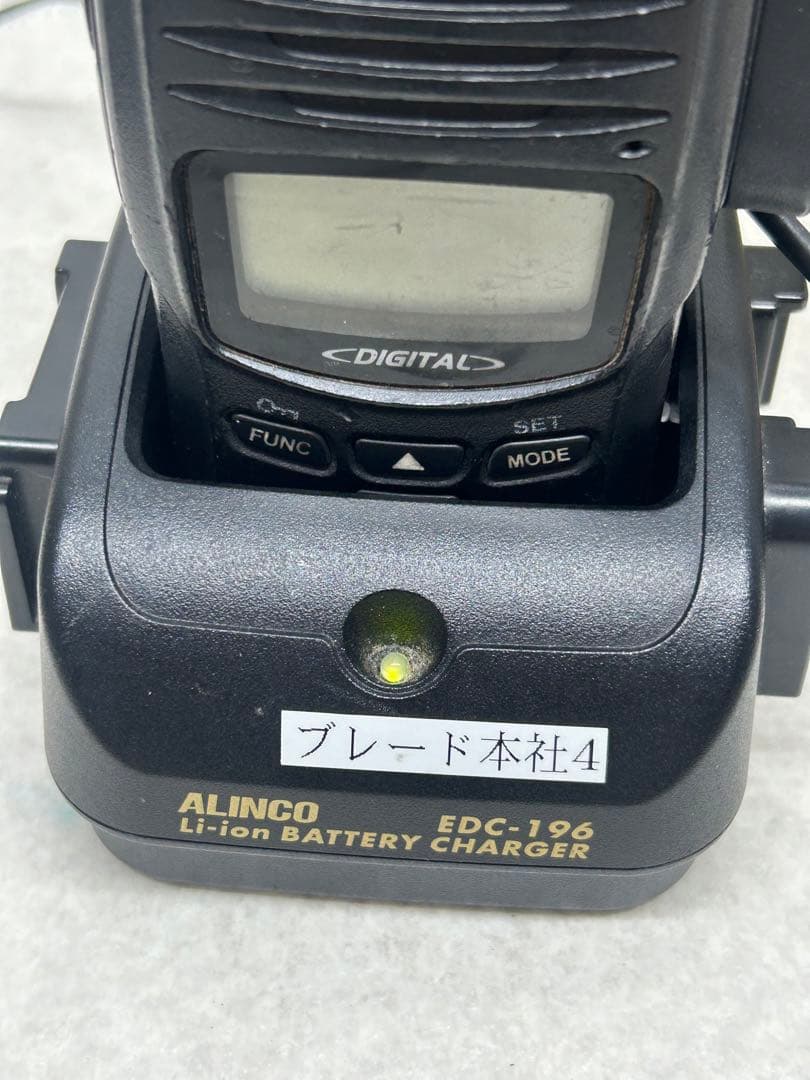 DIGITAL
FUNC
▲
SET
MODE
ブレード本社4
ALINCO EDC-196
Li-ion BATTERY CHARGER